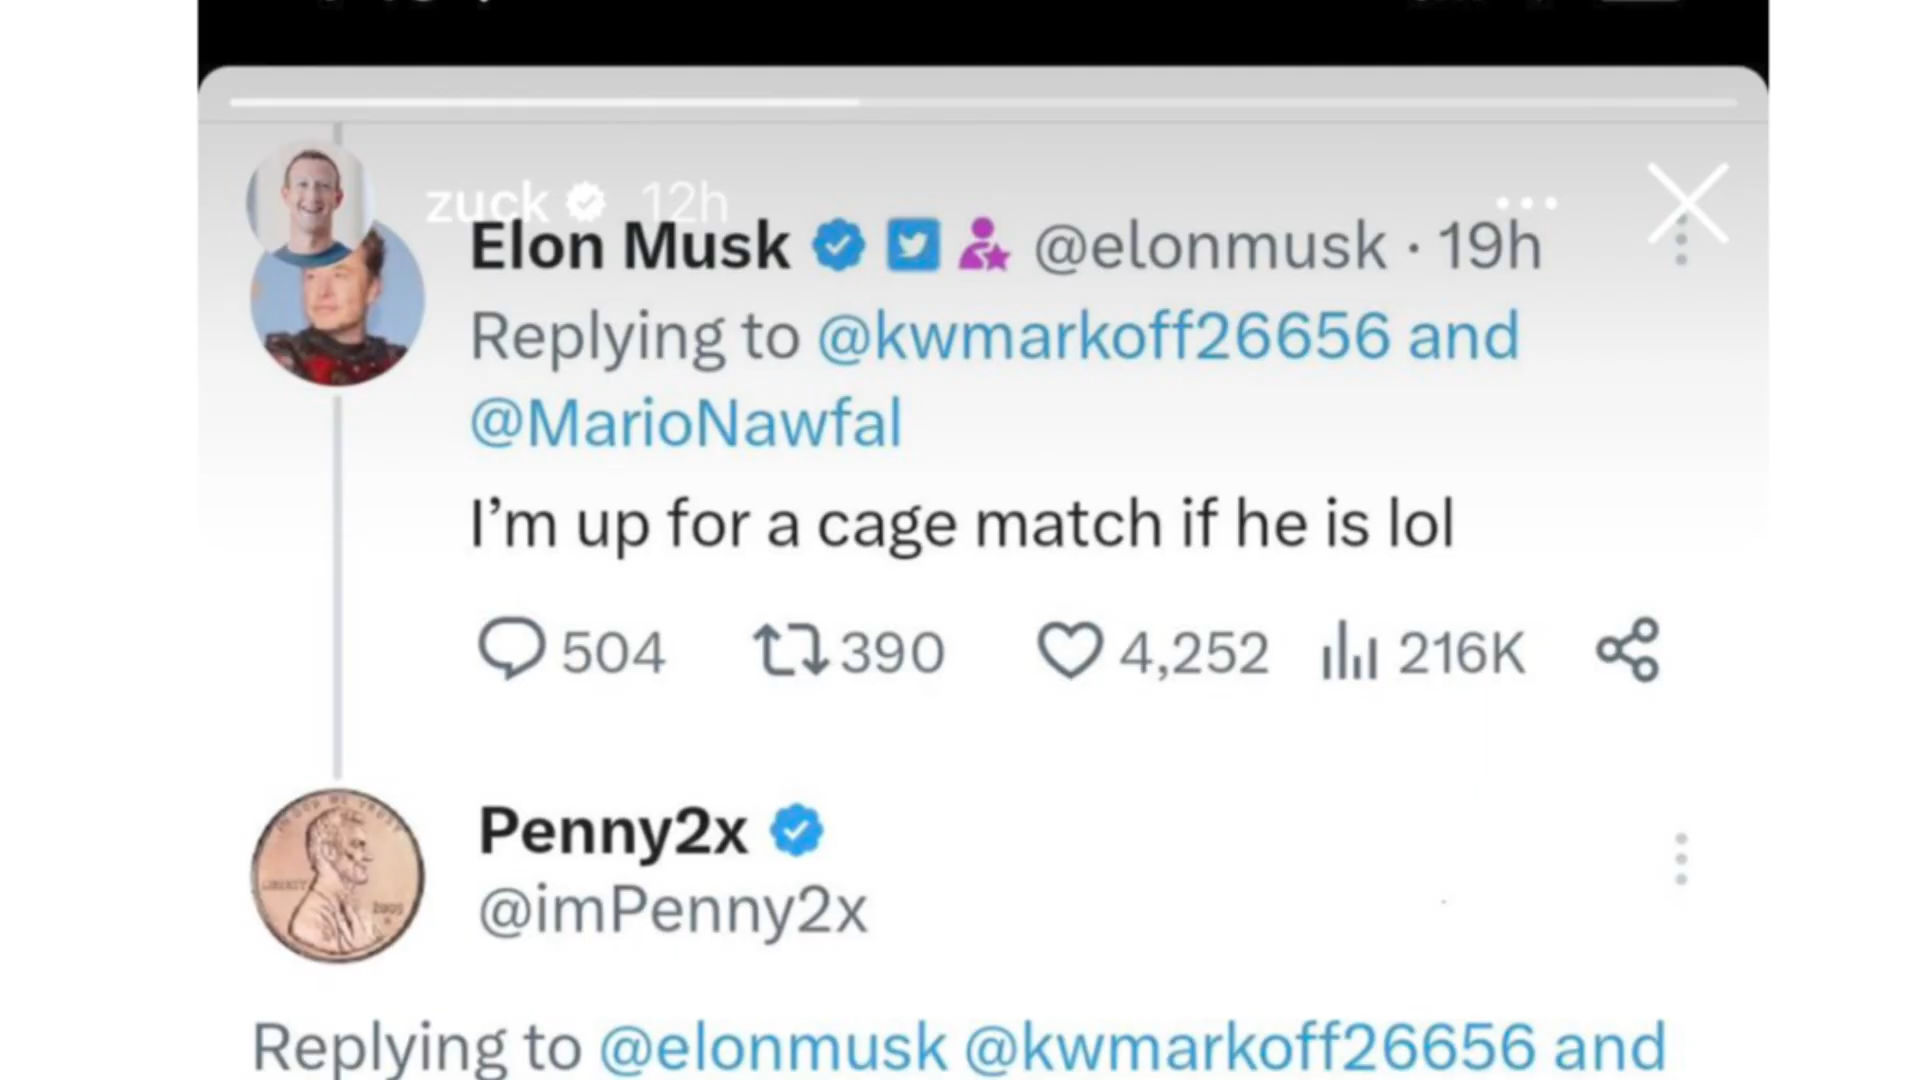 zuck 12h
Elon Musk @elonmusk · 19h
Replying to @kwmarkoff26656 and
@MarioNawfal
I’m up for a cage match if he is lol
504 390 4,252 216K
Penny2x
@imPenny2x
LIBERTY
Replying to @elonmusk @kwmarkoff26656 and